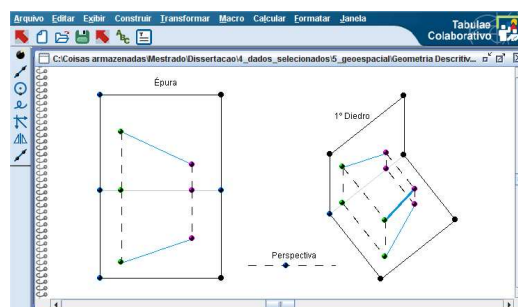 Arquivo Editar Exibir Construir Transformar Macro Calcular Formatar Janela
Tabulae
Colaborativo
ABC
C:\Coisas armazenadas\Mestrado\Dissertacao\4_dados_selecionados\5_geoespacial\Geometria Descritiv...
Épura
1º Diedro
Perspectiva